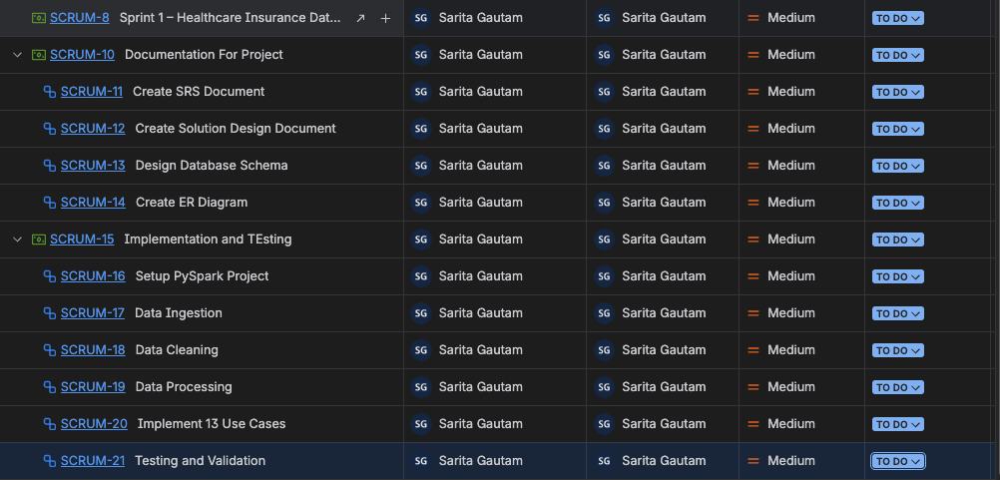 SCRUM-8 Sprint 1 – Healthcare Insurance Dat... SG Sarita Gautam SG Sarita Gautam Medium TO DO
SCRUM-10 Documentation For Project SG Sarita Gautam SG Sarita Gautam Medium TO DO
SCRUM-11 Create SRS Document SG Sarita Gautam SG Sarita Gautam Medium TO DO
SCRUM-12 Create Solution Design Document SG Sarita Gautam SG Sarita Gautam Medium TO DO
SCRUM-13 Design Database Schema SG Sarita Gautam SG Sarita Gautam Medium TO DO
SCRUM-14 Create ER Diagram SG Sarita Gautam SG Sarita Gautam Medium TO DO
SCRUM-15 Implementation and TEsting SG Sarita Gautam SG Sarita Gautam Medium TO DO
SCRUM-16 Setup PySpark Project SG Sarita Gautam SG Sarita Gautam Medium TO DO
SCRUM-17 Data Ingestion SG Sarita Gautam SG Sarita Gautam Medium TO DO
SCRUM-18 Data Cleaning SG Sarita Gautam SG Sarita Gautam Medium TO DO
SCRUM-19 Data Processing SG Sarita Gautam SG Sarita Gautam Medium TO DO
SCRUM-20 Implement 13 Use Cases SG Sarita Gautam SG Sarita Gautam Medium TO DO
SCRUM-21 Testing and Validation SG Sarita Gautam SG Sarita Gautam Medium TO DO